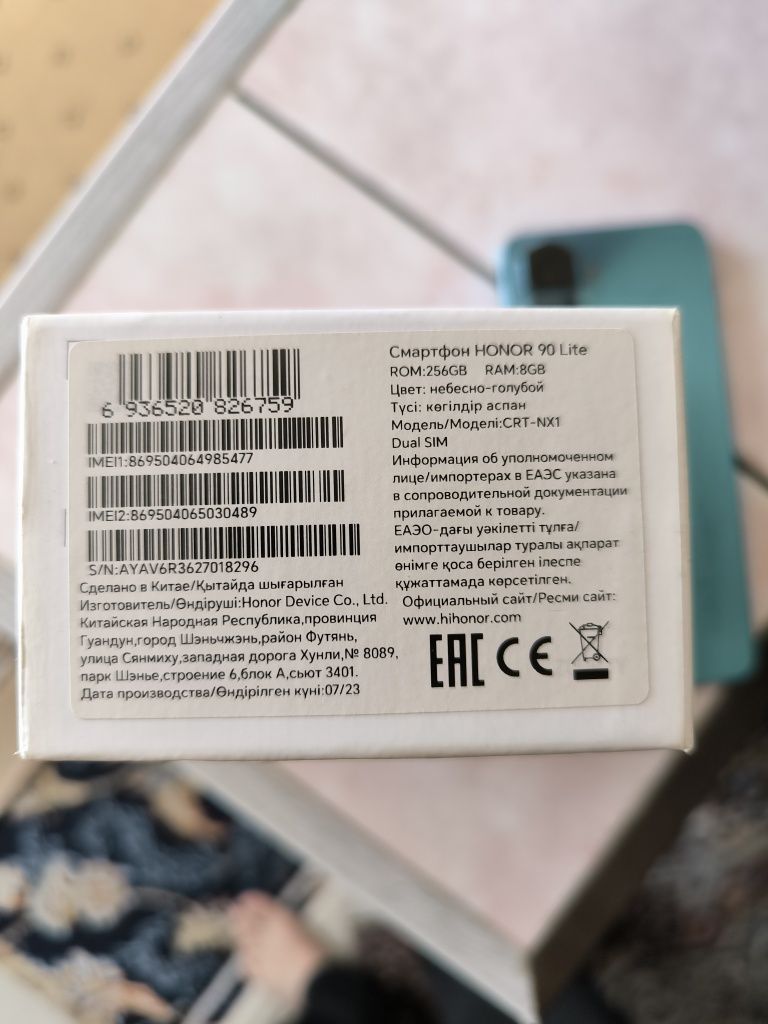 6 936520 826759
IMEI1:869504064985477
IMEI2:869504065030489
S/N:AYAV6R3627018296
Сделано в Китае/Қытайда шығарылған
Изготовитель/Өндіруші:Honor Device Co., Ltd.
Китайская Народная Республика,провинция
Гуандун,город Шэньчжэнь,район Футянь,
улица Сянмиху,западная дорога Хунли,№ 8089,
парк Шэнье,строение 6,блок А,сьют 3401.
Дата производства/Өндірілген күні:07/23
Смартфон HONOR 90 Lite
ROM:256GB RAM:8GB
Цвет: небесно-голубой
Түсі: көгілдір аспан
Модель/Моделі:CRT-NX1
Dual SIM
Информация об уполномоченном
лице/импортерах в ЕАЭС указана
в сопроводительной документации
прилагаемой к товару.
ЕАЭО-дағы уәкілетті тұлға/
импорттаушылар туралы ақпарат
өнімге қоса берілген ілеспе
құжаттамада көрсетілген.
Официальный сайт/Ресми сайт:
www.hihonor.com
EAC CE